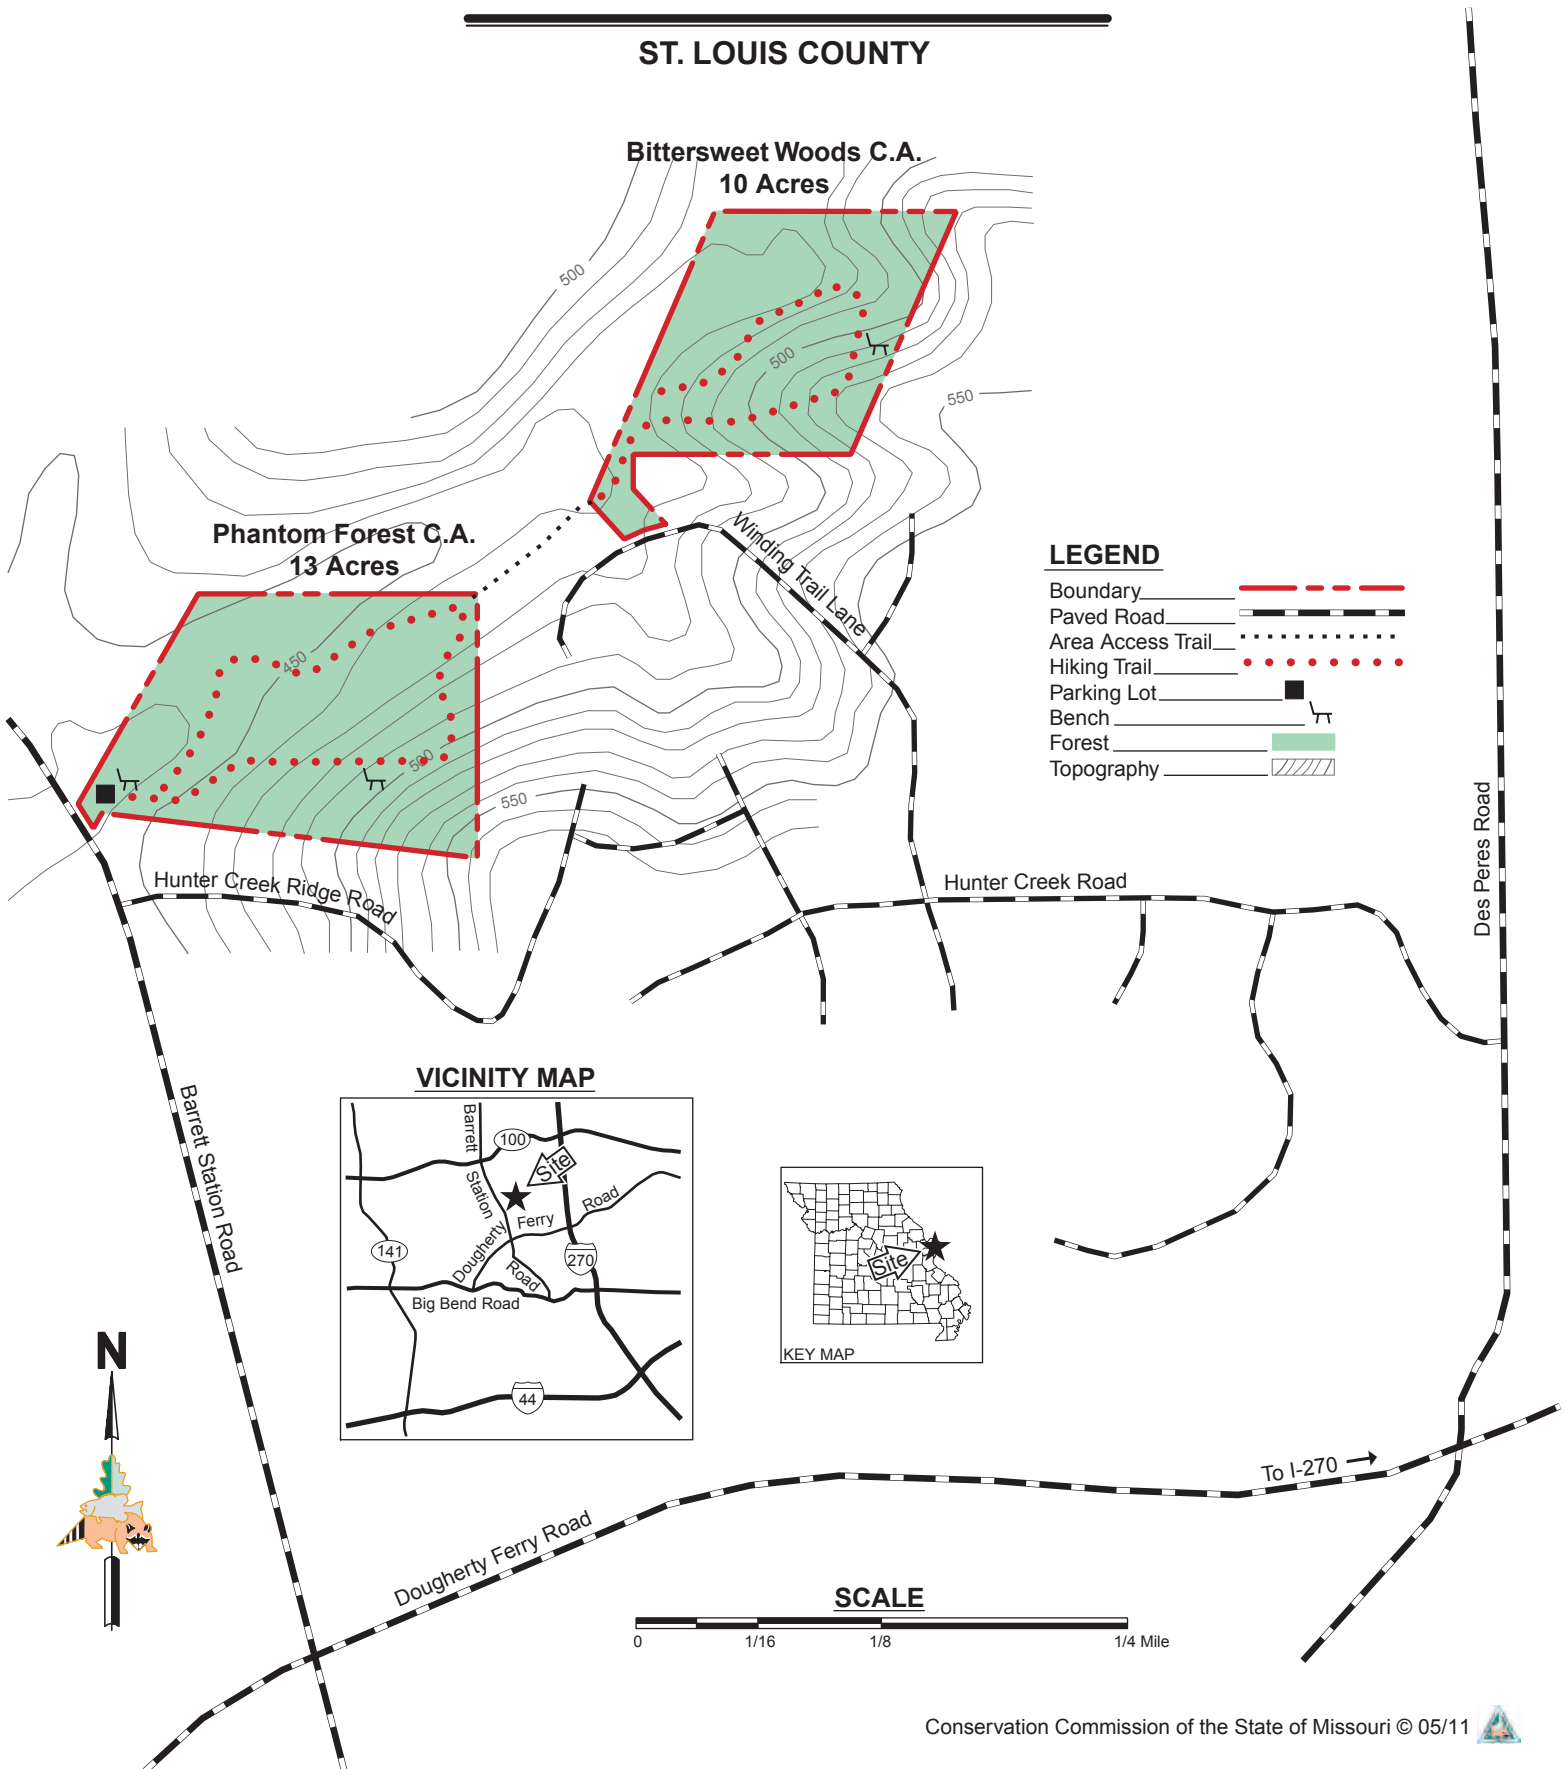 ST. LOUIS COUNTY
Bittersweet Woods C.A.
10 Acres
500
500
550
Phantom Forest C.A.
13 Acres
Winding Trail Lane
LEGEND
Boundary
Paved Road
Area Access Trail
Hiking Trail
Parking Lot
Bench
Forest
Topography
450
500
550
Des Peres Road
Hunter Creek Ridge Road
Hunter Creek Road
Barrett Station Road
VICINITY MAP
Barrett
Station
Road
100
Site
Dougherty
Ferry
Road
141
270
Big Bend Road
44
Site
KEY MAP
N
To I-270
Dougherty Ferry Road
SCALE
0 1/16 1/8 1/4 Mile
Conservation Commission of the State of Missouri © 05/11